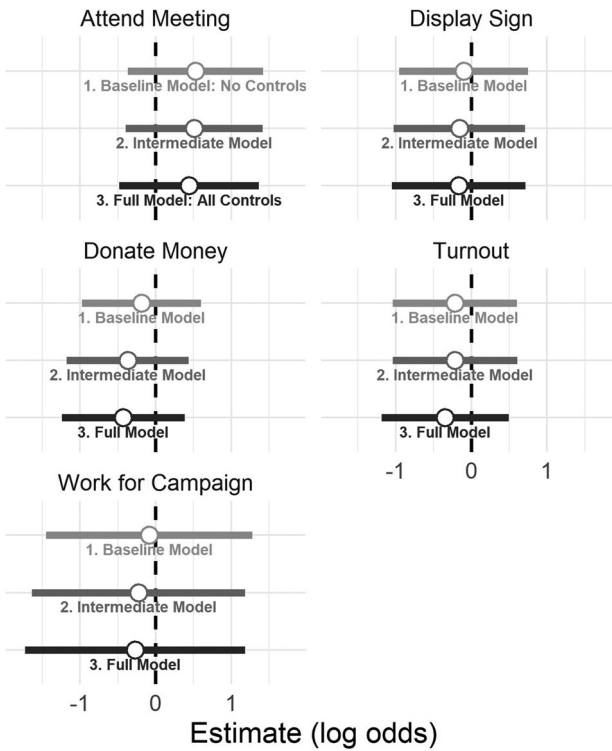 Attend Meeting
1. Baseline Model: No Controls
2. Intermediate Model
3. Full Model: All Controls
Display Sign
1. Baseline Model
2. Intermediate Model
3. Full Model
Donate Money
1. Baseline Model
2. Intermediate Model
3. Full Model
Turnout
1. Baseline Model
2. Intermediate Model
3. Full Model
-1 0 1
Work for Campaign
1. Baseline Model
2. Intermediate Model
3. Full Model
-1 0 1
Estimate (log odds)